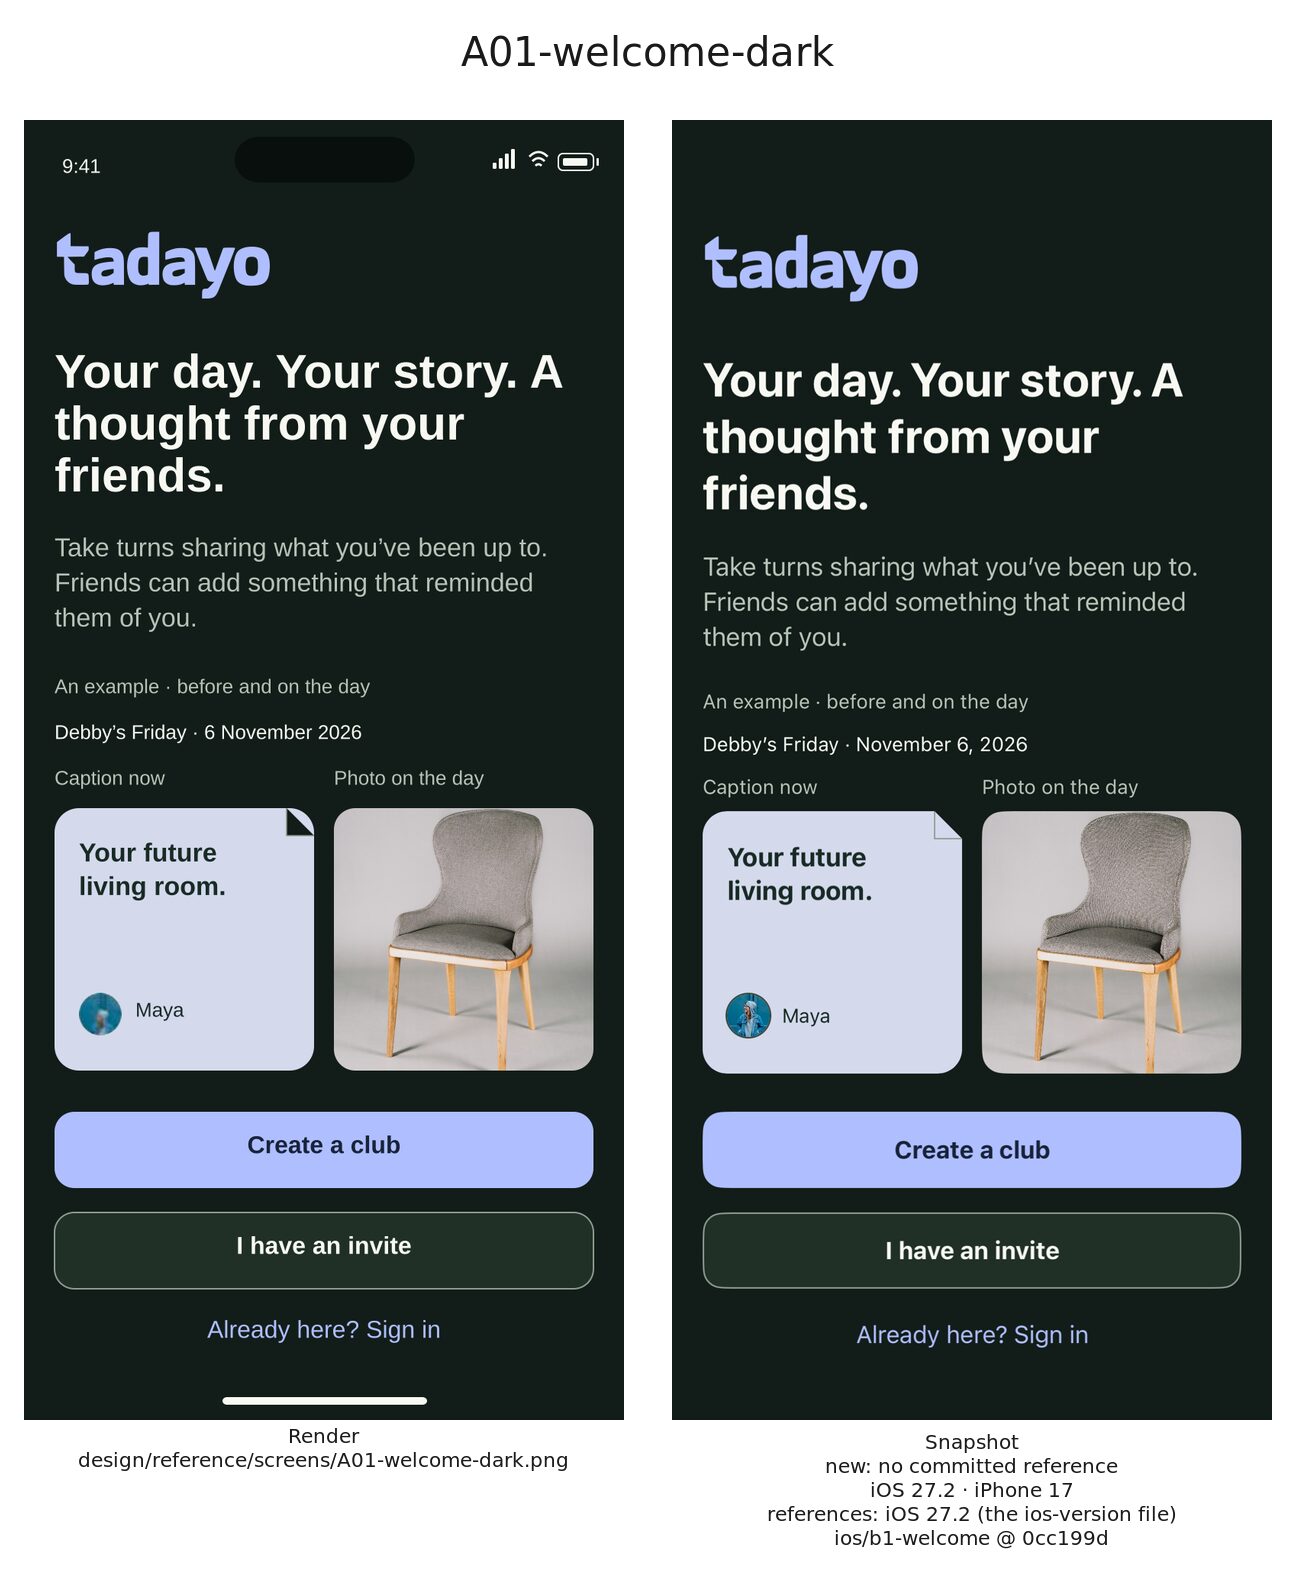 A01-welcome-dark
9:41
tadayo
Your day. Your story. A
thought from your
friends.
Take turns sharing what you’ve been up to.
Friends can add something that reminded
them of you.
An example · before and on the day
Debby’s Friday · 6 November 2026
Caption now
Photo on the day
Your future
living room.
Maya
Create a club
I have an invite
Already here? Sign in
Render
design/reference/screens/A01-welcome-dark.png
tadayo
Your day. Your story. A
thought from your
friends.
Take turns sharing what you’ve been up to.
Friends can add something that reminded
them of you.
An example · before and on the day
Debby’s Friday · November 6, 2026
Caption now
Photo on the day
Your future
living room.
Maya
Create a club
I have an invite
Already here? Sign in
Snapshot
new: no committed reference
iOS 27.2 · iPhone 17
references: iOS 27.2 (the ios-version file)
ios/b1-welcome @ 0cc199d